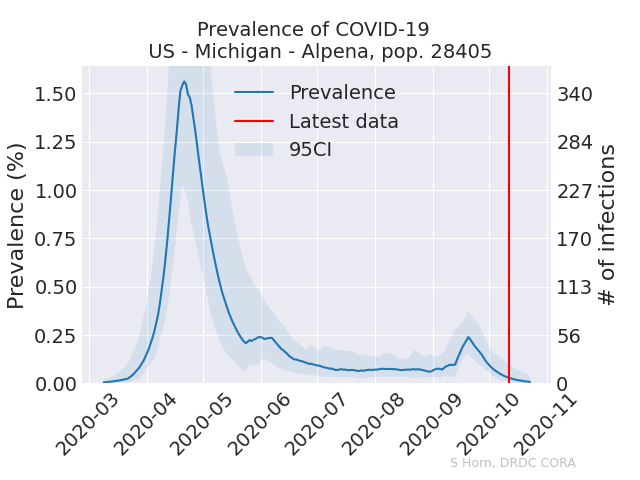 Prevalence of COVID-19
US - Michigan - Alpena, pop. 28405
Prevalence (%)
1.50
1.25
1.00
0.75
0.50
0.25
0.00
Prevalence
Latest data
95CI
340
284
227
170
113
56
0
# of infections
2020-03
2020-04
2020-05
2020-06
2020-07
2020-08
2020-09
2020-10
2020-11
S Horn, DRDC CORA